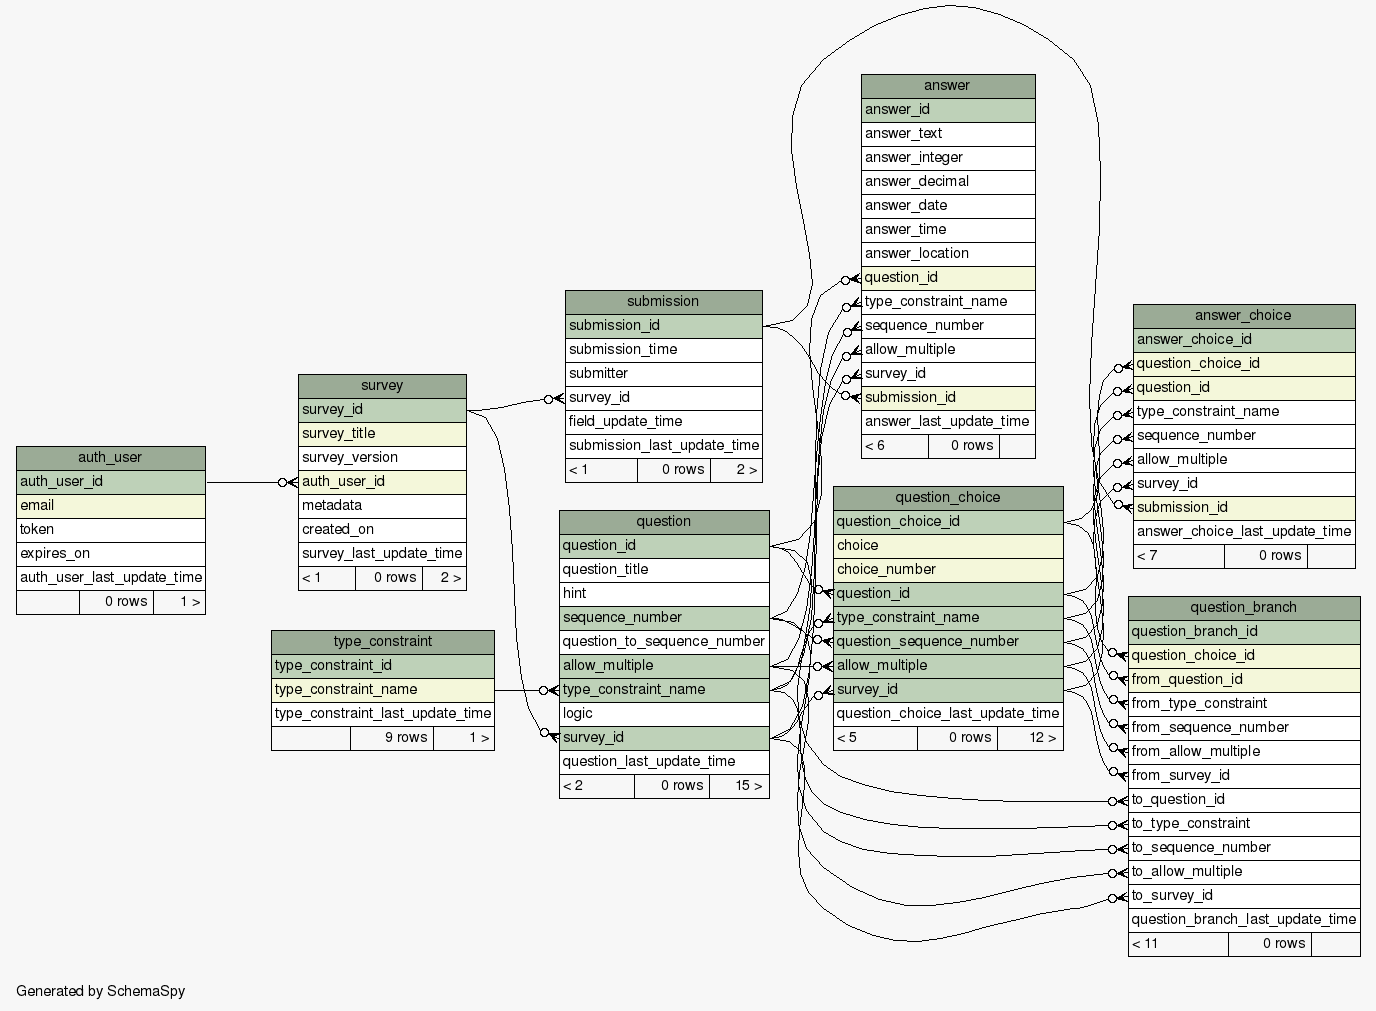 answer
answer_id
answer_text
answer_integer
answer_decimal
answer_date
answer_time
answer_location
question_id
type_constraint_name
sequence_number
allow_multiple
survey_id
submission_id
answer_last_update_time
< 6 0 rows
submission
submission_id
submission_time
submitter
survey_id
field_update_time
submission_last_update_time
< 1 0 rows 2 >
answer_choice
answer_choice_id
question_choice_id
question_id
type_constraint_name
sequence_number
allow_multiple
survey_id
submission_id
answer_choice_last_update_time
< 7 0 rows
survey
survey_id
survey_title
survey_version
auth_user_id
metadata
created_on
survey_last_update_time
< 1 0 rows 2 >
auth_user
auth_user_id
email
token
expires_on
auth_user_last_update_time
0 rows 1 >
question_choice
question_choice_id
choice
choice_number
question_id
type_constraint_name
question_sequence_number
allow_multiple
survey_id
question_choice_last_update_time
< 5 0 rows 12 >
question
question_id
question_title
hint
sequence_number
question_to_sequence_number
allow_multiple
type_constraint_name
logic
survey_id
question_last_update_time
< 2 0 rows 15 >
question_branch
question_branch_id
question_choice_id
from_question_id
from_type_constraint
from_sequence_number
from_allow_multiple
from_survey_id
to_question_id
to_type_constraint
to_sequence_number
to_allow_multiple
to_survey_id
question_branch_last_update_time
< 11 0 rows
type_constraint
type_constraint_id
type_constraint_name
type_constraint_last_update_time
9 rows 1 >
Generated by SchemaSpy